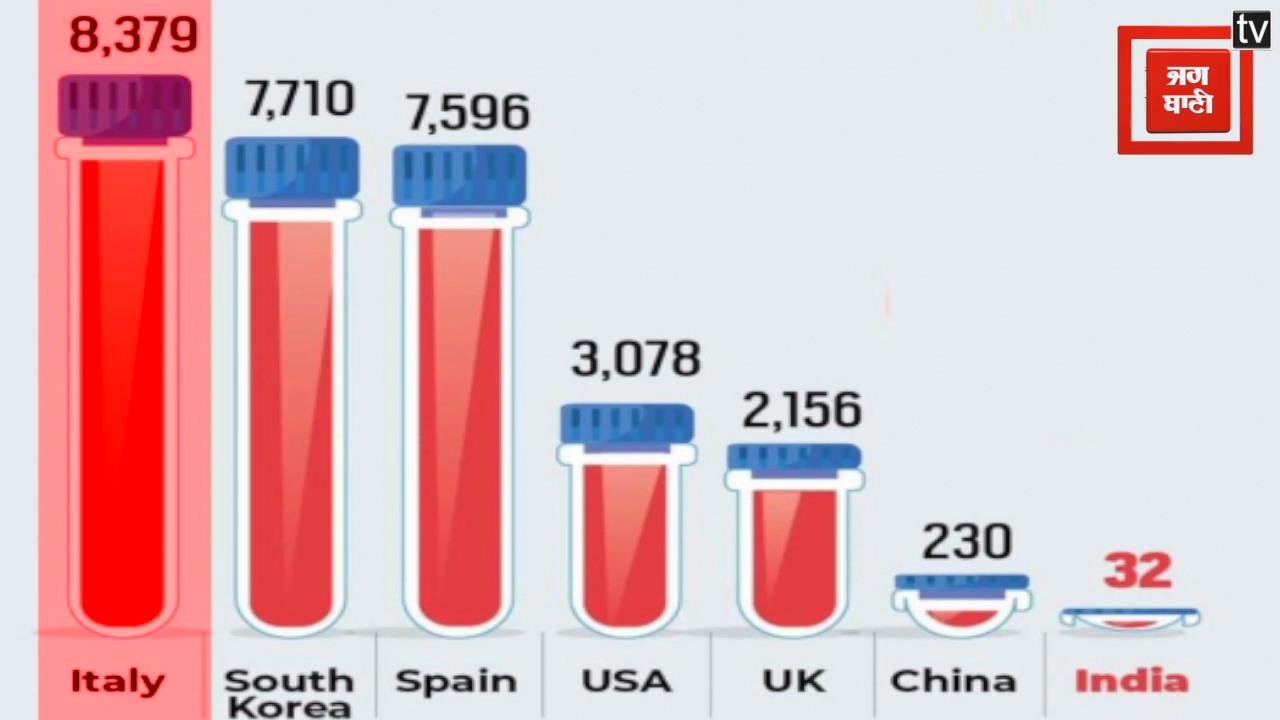 8,379
7,710
7,596
3,078
2,156
230
32
Italy
South
Korea
Spain
USA
UK
China
India
ਜਗ
ਬਾਣੀ
tv